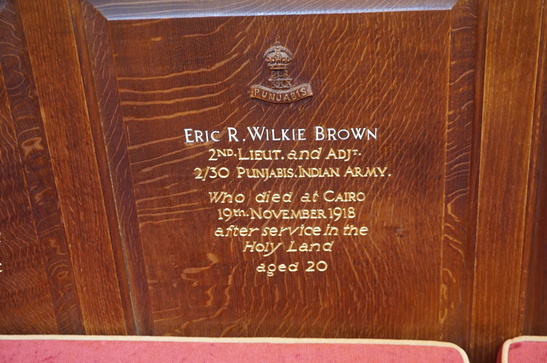 PUNJABIS
ERIC R. WILKIE BROWN
2ND. LIEUT. and ADJT.
2/30 PUNJABIS. INDIAN ARMY.
Who died at CAIRO
19TH. NOVEMBER 1918
after service in the
HOLY LAND
aged 20